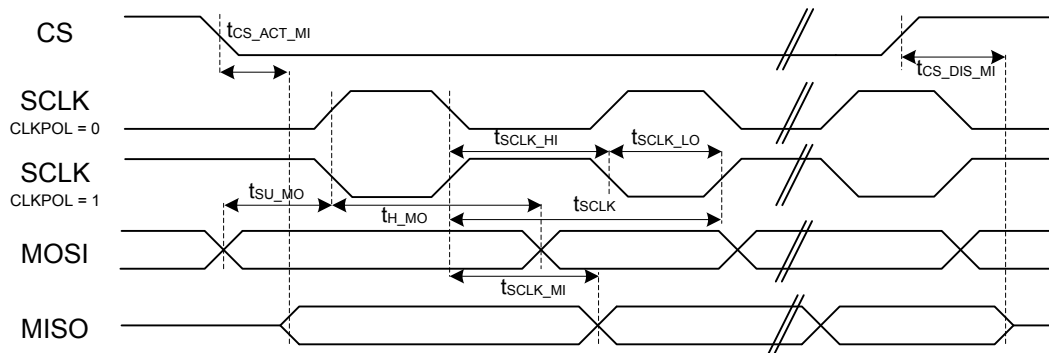 CS
tCS_ACT_MI
tCS_DIS_MI
SCLK
CLKPOL = 0
tSCLK_HI
tSCLK_LO
SCLK
CLKPOL = 1
tSU_MO
tH_MO
tSCLK
MOSI
tSCLK_MI
MISO